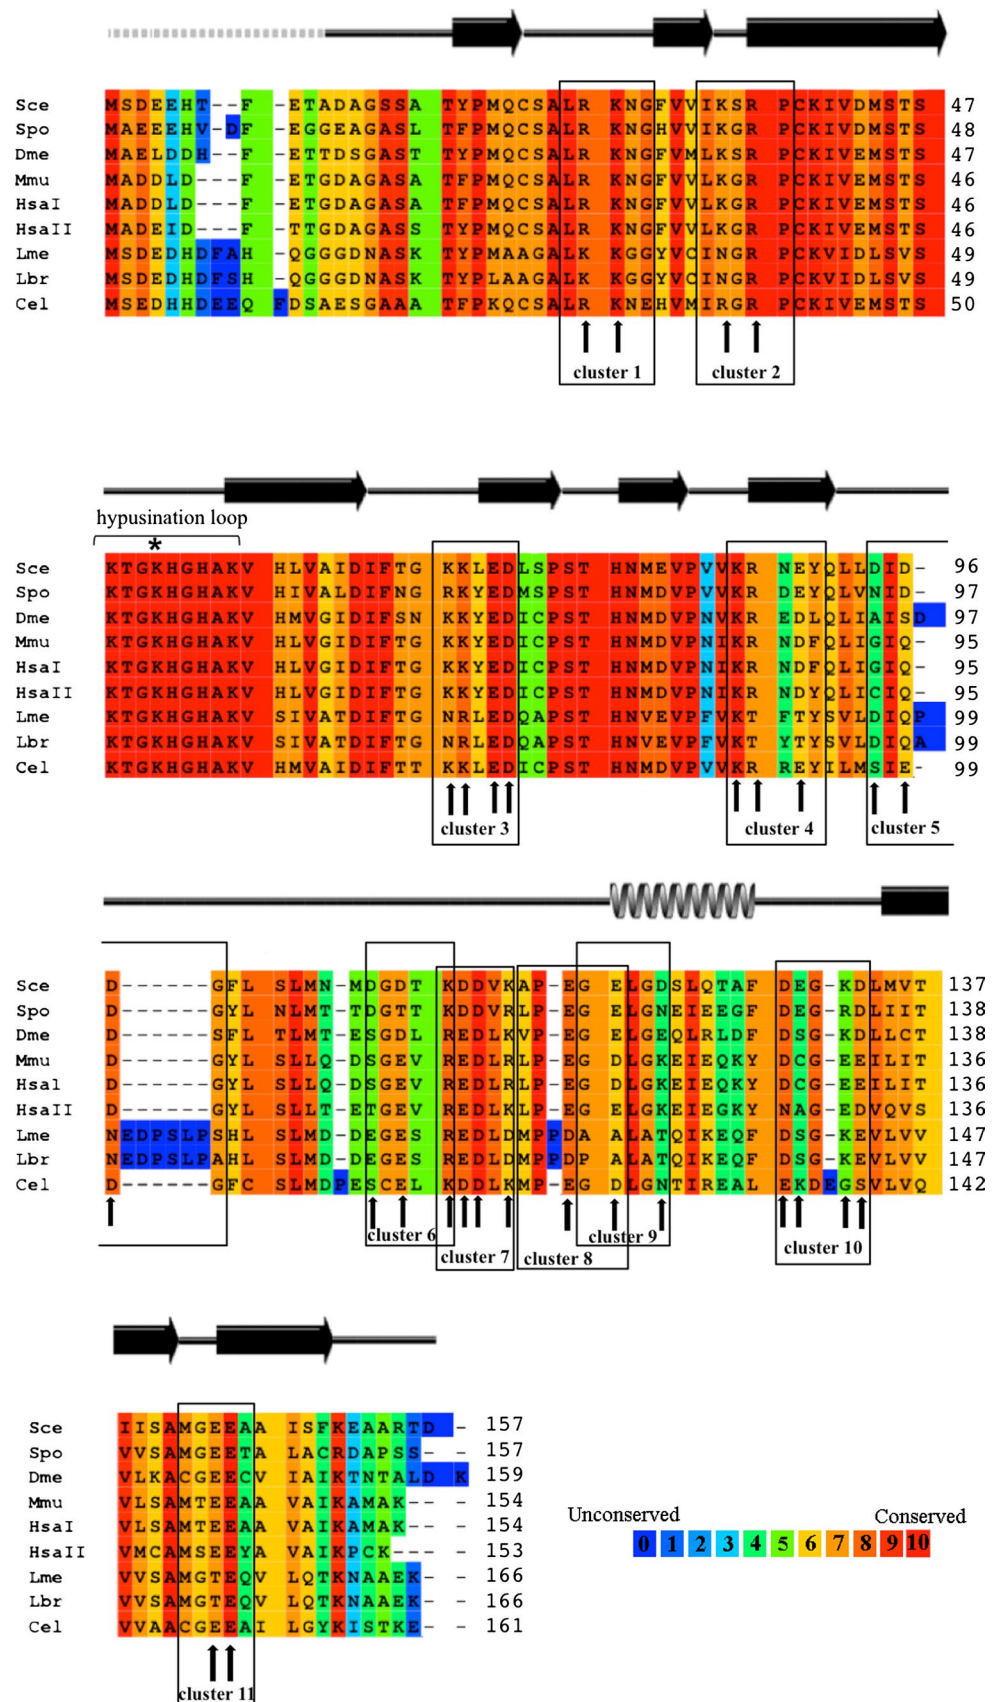 Sce MSDEEHT--F -ETADAGSSA TYPMQCSALR KNGFVVIKSR PCKIVDMSTS 47
Spo MAEEEHV-DF -EGGEAGASL TFPMQCSALR KNGHVVIKGR PCKIVDMSTS 48
Dme MAELDDH--F -ETTDSGAST TYPMQCSALR KNGFVMLKSR PCKIVEMSTS 47
Mmu MADDLD---F -ETGDAGASA TFPMQCSALR KNGFVVLKGR PCKIVEMSTS 46
HsaI MADDLD---F -ETGDAGASA TFPMQCSALR KNGFVVLKGR PCKIVEMSTS 46
HsaII MADEID---F -TTGDAGASS TYPMQCSALR KNGFVVLKGR PCKIVEMSTS 46
Lme MSDEDHDFAH -QGGGDNASK TYPMAAGALK KGGYVCINGR PCKVIDLSVS 49
Lbr MSDEDHDFSH -QGGGDNASK TYPLAAGALK KGGYVCINGR PCKVIDLSVS 49
Cel MSEDHHDEEQ FDSAESGAAA TFPKQCSALR KNEHVMIRGR PCKIVDMSTS 50
cluster 1 cluster 2
hypusination loop
*
Sce KTGKHGHAKV HLVAIDIFTG KKLEDLSPST HNMEVPVVKR NEYQLLDID- 96
Spo KTGKHGHAKV HIVALDIFNG RKYEDMSPST HNMDVPVVKR DEYQLVNID- 97
Dme KTGKHGHAKV HMVGIDIFSN KKYEDICPST HNMDVPNVKR EDLQLIAISD 97
Mmu KTGKHGHAKV HLVGIDIFTG KKYEDICPST HNMDVPNIKR NDFQLIGIQ- 95
HsaI KTGKHGHAKV HLVGIDIFTG KKYEDICPST HNMDVPNIKR NDFQLIGIQ- 95
HsaII KTGKHGHAKV HLVGIDIFTG KKYEDICPST HNMDVPNIKR NDYQLICIQ- 95
Lme KTGKHGHAKV SIVATDIFTG NRLEDQAPST HNVEVPFVKT FTYSVLDIQP 99
Lbr KTGKHGHAKV SIVATDIFTG NRLEDQAPST HNVEVPFVKT YTYSVLDIQA 99
Cel KTGKHGHAKV HMVAIDIFTT KKLEDICPST HNMDVPVVKR REYILMSIE- 99
cluster 3 cluster 4 cluster 5
Sce D------GFL SLMN-MDGDT KDDVKAP-EG ELGDSLQTAF DEG-KDLMVT 137
Spo D------GYL NLMT-TDGTT KDDVRLP-EG ELGNEIEEGF DEG-RDLIIT 138
Dme D------SFL TLMT-ESGDL REDLKVP-EG ELGEQLRLDF DSG-KDLLCT 138
Mmu D------GYL SLLQ-DSGEV REDLRLP-EG DLGKEIEQKY DCG-EEILIT 136
HsaI D------GYL SLLQ-DSGEV REDLRLP-EG DLGKEIEQKY DCG-EEILIT 136
HsaII D------GYL SLLT-ETGEV REDLKLP-EG ELGKEIEGKY NAG-EDVQVS 136
Lme NEDPSLPSHL SLMD-DEGES REDLDMPPDA ALATQIKEQF DSG-KEVLVV 147
Lbr NEDPSLPAHL SLMD-DEGES REDLDMPPDP ALATQIKEQF DSG-KEVLVV 147
Cel D------GFC SLMDPESCEL KDDLKMP-EG DLGNTIREAL EKDEGSVLVQ 142
cluster 6 cluster 7 cluster 8 cluster 9 cluster 10
Sce IISAMGEEAA ISFKEAARTD - 157
Spo VVSAMGEETA LACRDAPSS- - 157
Dme VLKACGEECV IAIKTNTALD K 159
Mmu VLSAMTEEAA VAIKAMAK-- - 154
HsaI VLSAMTEEAA VAIKAMAK-- - 154
HsaII VMCAMSEEYA VAIKPCK--- - 153
Lme VVSAMGTEQV LQTKNAAEK- - 166
Lbr VVSAMGTEQV LQTKNAAEK- - 166
Cel VVAACGEEAI LGYKISTKE- - 161
cluster 11
Unconserved Conserved
0 1 2 3 4 5 6 7 8 9 10